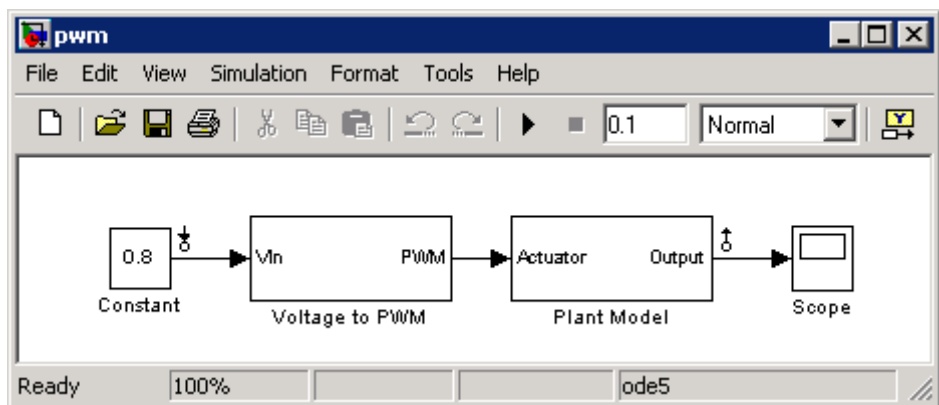 pwm
File Edit View Simulation Format Tools Help
0.1 Normal
0.8 VIn PWM Actuator Output
Constant Voltage to PWM Plant Model Scope
Ready 100% ode5